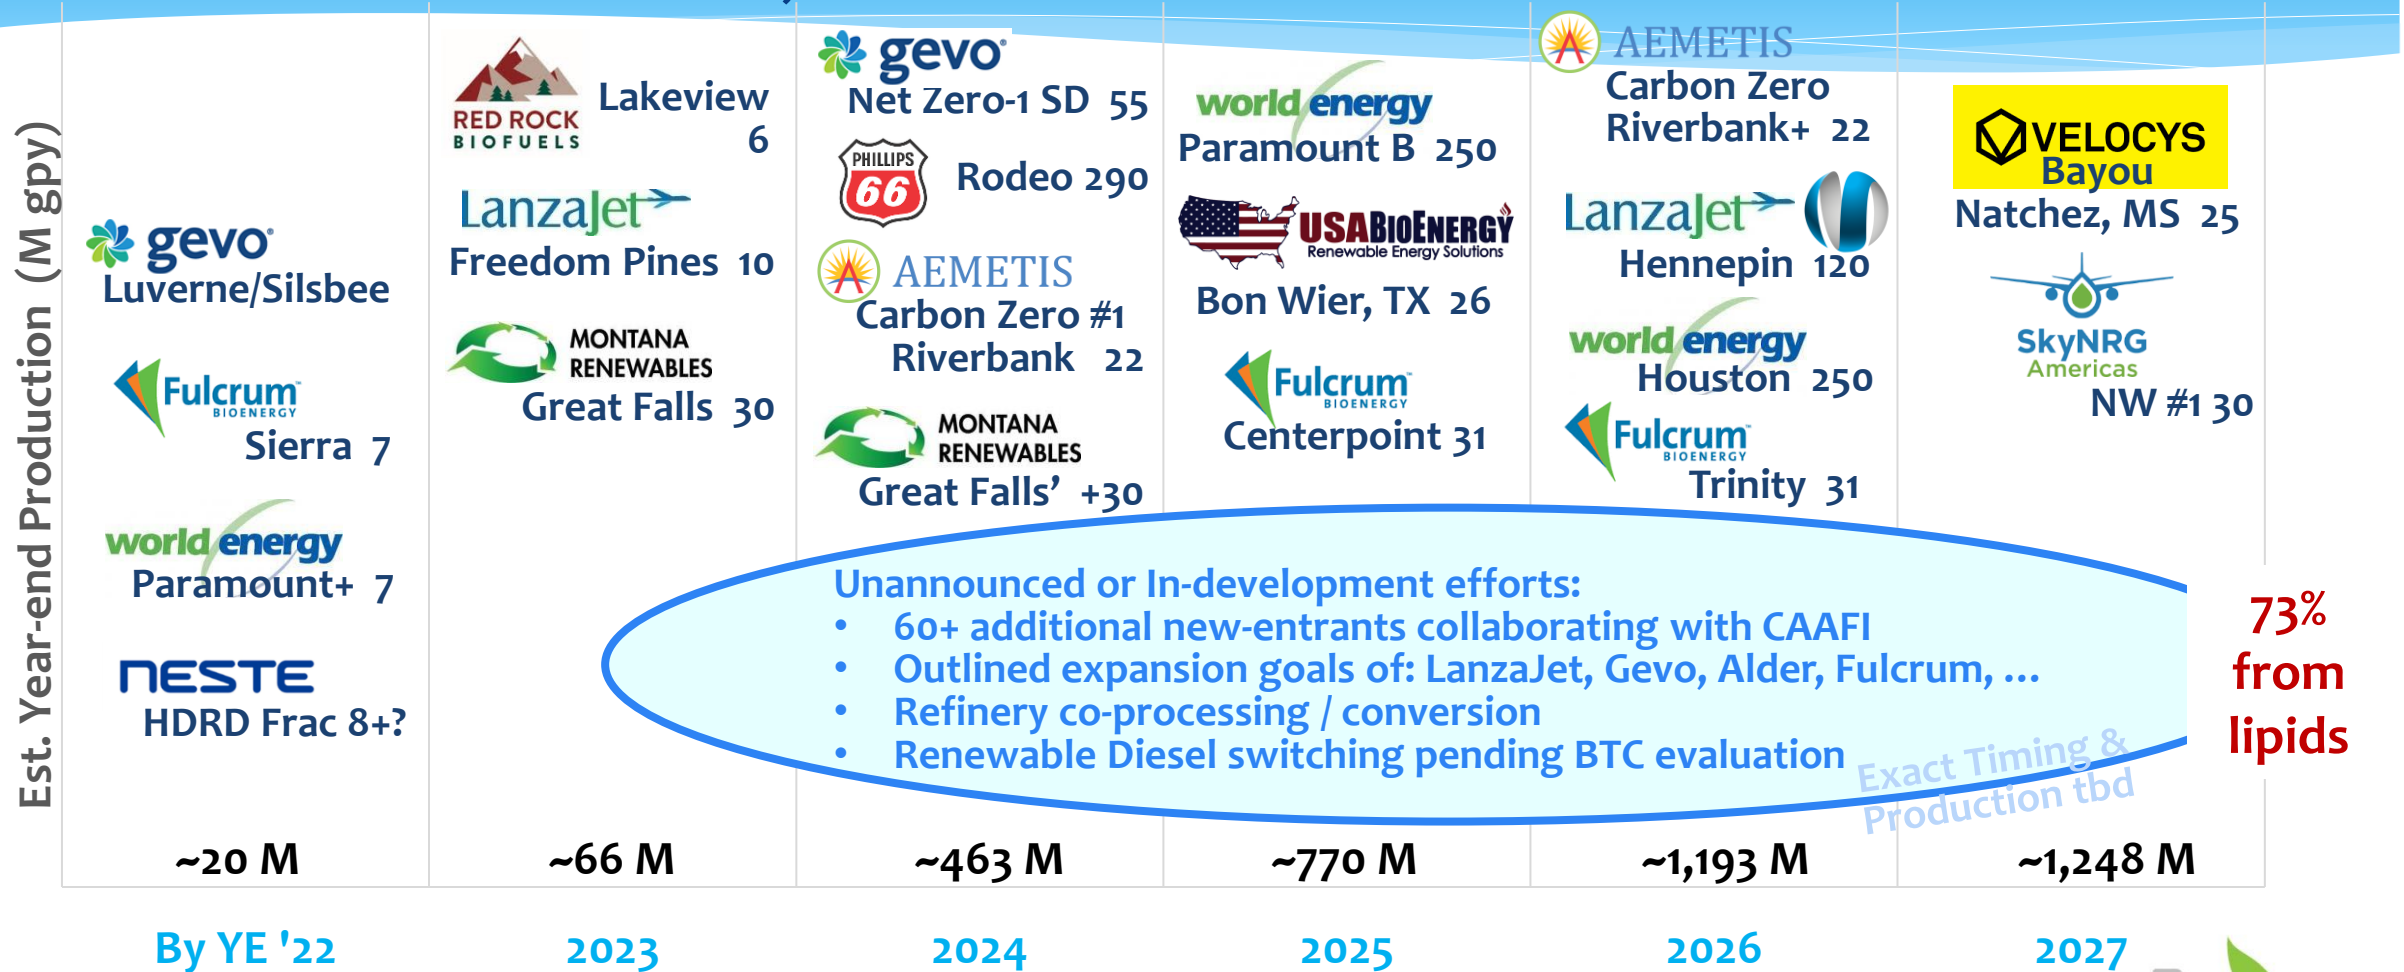 Est. Year-end Production (M gpy)
gevo
Luverne/Silsbee
Fulcrum
BIOENERGY
Sierra 7
world energy
Paramount+ 7
NESTE
HDRD Frac 8+?
~20 M
By YE '22
RED ROCK
BIOFUELS
Lakeview
6
LanzaJet
Freedom Pines 10
MONTANA
RENEWABLES
Great Falls 30
~66 M
2023
gevo
Net Zero-1 SD 55
PHILLIPS
66
Rodeo 290
AEMETIS
Carbon Zero #1
Riverbank 22
MONTANA
RENEWABLES
Great Falls’ +30
~463 M
2024
world energy
Paramount B 250
USABIOENERGY
Renewable Energy Solutions
Bon Wier, TX 26
Fulcrum
BIOENERGY
Centerpoint 31
~770 M
2025
AEMETIS
Carbon Zero
Riverbank+ 22
LanzaJet
Hennepin 120
world energy
Houston 250
Fulcrum
BIOENERGY
Trinity 31
~1,193 M
2026
VELOCYS
Bayou
Natchez, MS 25
SkyNRG
Americas
NW #1 30
~1,248 M
2027
Unannounced or In-development efforts:
• 60+ additional new-entrants collaborating with CAAFI
• Outlined expansion goals of: LanzaJet, Gevo, Alder, Fulcrum, ...
• Refinery co-processing / conversion
• Renewable Diesel switching pending BTC evaluation
Exact Timing &
Production tbd
73%
from
lipids